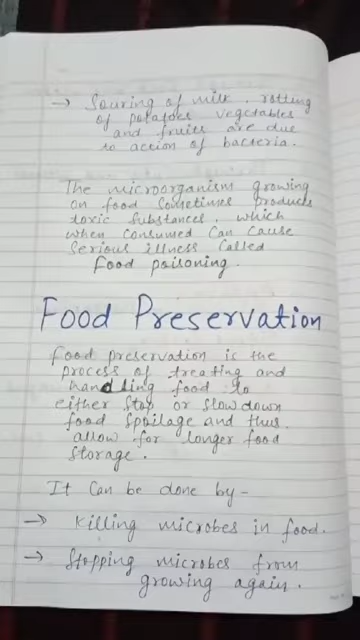 → Souring of milk, rotting
of potatoes vegetables
and fruits are due
to action of bacteria.
The microorganism growing
on food sometimes produces
toxic substances, which
when consumed can cause
serious illness called
food poisoning.
Food Preservation
Food preservation is the
process of treating and
handling food to
either stop or slowdown
food spoilage and thus
allow for longer food
storage.
It can be done by -
→ Killing microbes in food.
→ Stopping microbes from
growing again.